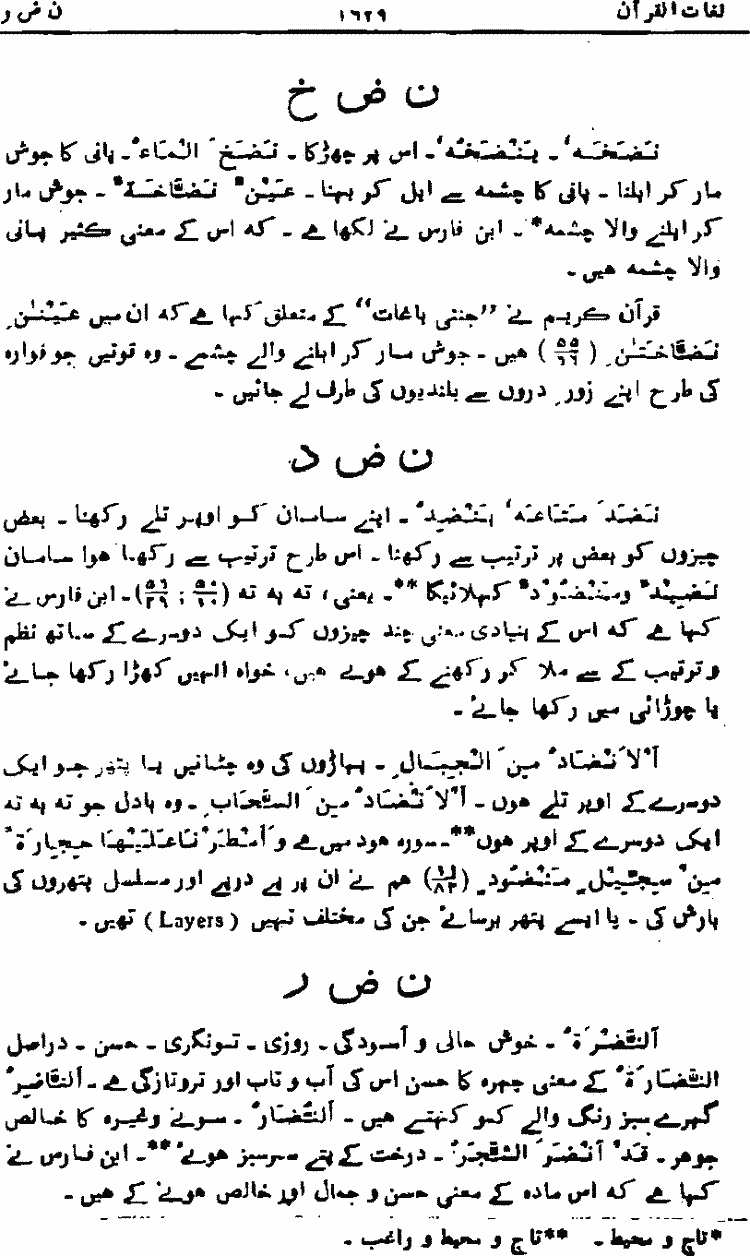 لغات القرآن ۱۶۲۹ ن ض ر
ن ض خ
نَضَخَہٗ ۔ یَنْضَخُہٗ ۔ اس پر چھڑکا ۔ نَضَخَ الْمَاءُ ۔ پانی کا جوش
مار کر ابلنا ۔ پانی کا چشمہ سے ابل کو بہنا ۔ عَیْنٌ نَضَّاخَۃٌ ۔ جوش مار
کر ابلنے والا چشمہ* ۔ ابن فارس نے لکھا ہے ۔ کہ اس کے معنی کثیر پانی
والا چشمہ ہیں ۔
قرآن کریم نے ”جنتی باغات“ کے متعلق کہا ہے کہ ان میں عَیْنٰنِ
نَضَّاخَتٰنِ (۵۵/۶۶) ہیں ۔ جوش مار کر ابلنے والے چشمے ۔ وہ قوتیں جو فوارہ
کی طرح اپنے زورِ دروں سے بلندیوں کی طرف لے جائیں ۔
ن ض د
نَضَدَ مَتَاعَہٗ یَنْضِیدُ ۔ اپنے سامان کو اوپر تلے رکھنا ۔ بعض
چیزوں کو بعض پر ترتیب سے رکھنا ۔ اس طرح ترتیب سے رکھا ہوا سامان
نَضِیْدٌ وَمَنْضُوْدٌ کہلائیگا** ۔ یعنی، تہ بہ تہ (۵۰/۱۰ ; ۵۶/۲۹) ۔ ابن فارس نے
کہا ہے کہ اس کے بنیادی معنی چند چیزوں کو ایک دوسرے کے ساتھ نظم
و ترتیب کے سے ملا کر رکھنے کے ہوتے ہیں، خواہ انہیں کھڑا رکھا جائے
یا چوڑائی میں رکھا جائے ۔
اَلْاَنْضَادُ مِنَ الْجِبَالِ ۔ پہاڑوں کی وہ چٹانیں یا پتھر جو ایک
دوسرے کے اوپر تلے ہوں ۔ اَلْاَنْضَادُ مِنَ السَّحَابِ ۔ وہ بادل جو تہ بہ تہ
ایک دوسرے کے اوپر ہوں** ۔ سورہ ھود میں ہے وَاَمْطَرْنَاعَلَیْہَا حِجَارَۃً
مِنْ سِجِّیْلٍ مَنْضُوْدٍ (۱۱/۸۲) ہم نے ان پر پے درپے اور مسلسل پتھروں کی
بارش کی ۔ یا ایسے پتھر برسائے جن کی مختلف تہیں (Layers) تھیں ۔
ن ض ر
اَلنَّضْرَۃُ ۔ خوش حالی و آسودگی ۔ روزی ۔ تونگری ۔ حسن ۔ دراصل
النَّضَارَۃُ کے معنی چہرہ کا حسن اس کی آب و تاب اور تروتازگی ہے ۔ اَلنَّاضِرُ
گہرے سبز رنگ والے کو کہتے ہیں ۔ اَلنُّضَارُ ۔ سونے وغیرہ کا خالص
جوہر ۔ قَدْ اَنْضَرَ الشَّجَرُ ۔ درخت کے پتے سرسبز ہوئے** ۔ ابن فارس نے
کہا ہے کہ اس مادہ کے معنی حسن و جمال اور خالص ہونے کے ہیں ۔
*تاج و محیط ۔ **تاج و محیط و راغب ۔